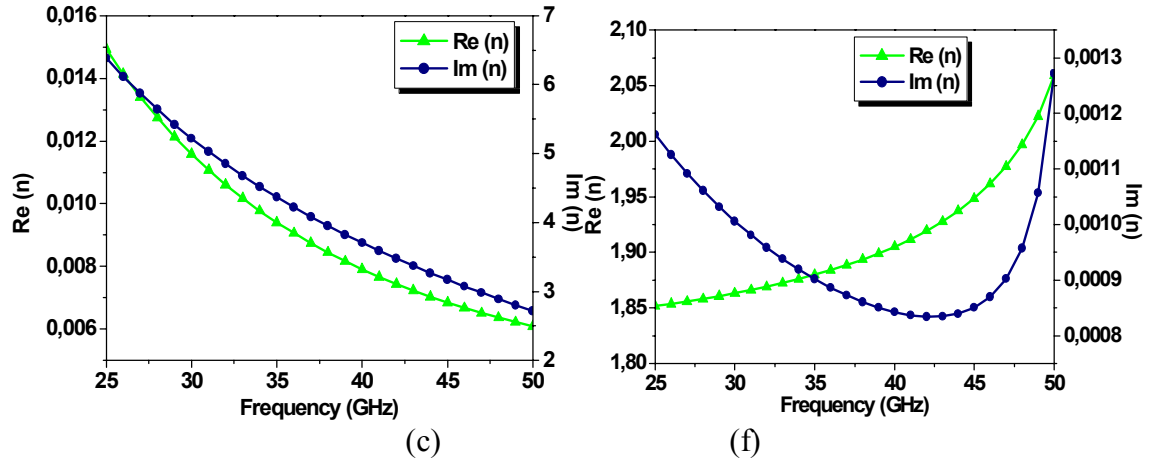 0,016
0,014
0,012
0,010
0,008
0,006
Re (n)
7
6
5
4
3
2
Im (n)
Re (n)
Im (n)
25 30 35 40 45 50
Frequency (GHz)
(c)
2,10
2,05
2,00
1,95
1,90
1,85
1,80
Re (n)
0,0013
0,0012
0,0011
0,0010
0,0009
0,0008
Im (n)
Re (n)
Im (n)
25 30 35 40 45 50
Frequency (GHz)
(f)